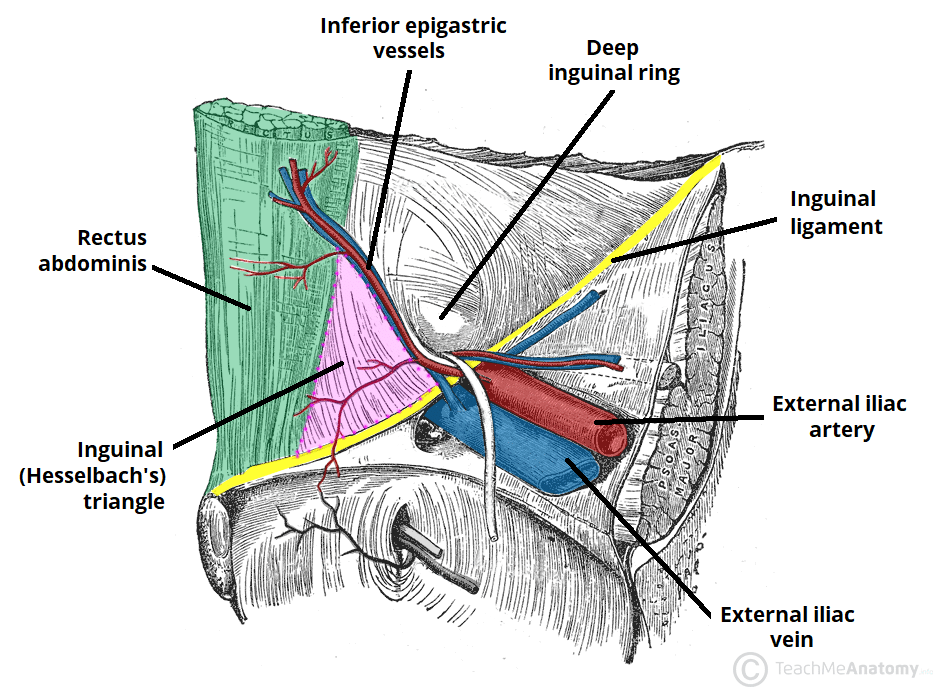 Inferior epigastric
vessels
Deep
inguinal ring
Inguinal
ligament
Rectus
abdominis
External iliac
artery
Inguinal
(Hesselbach's)
triangle
External iliac
vein
ILIACUS
PSOAS
MAJOR
© TeachMeAnatomy